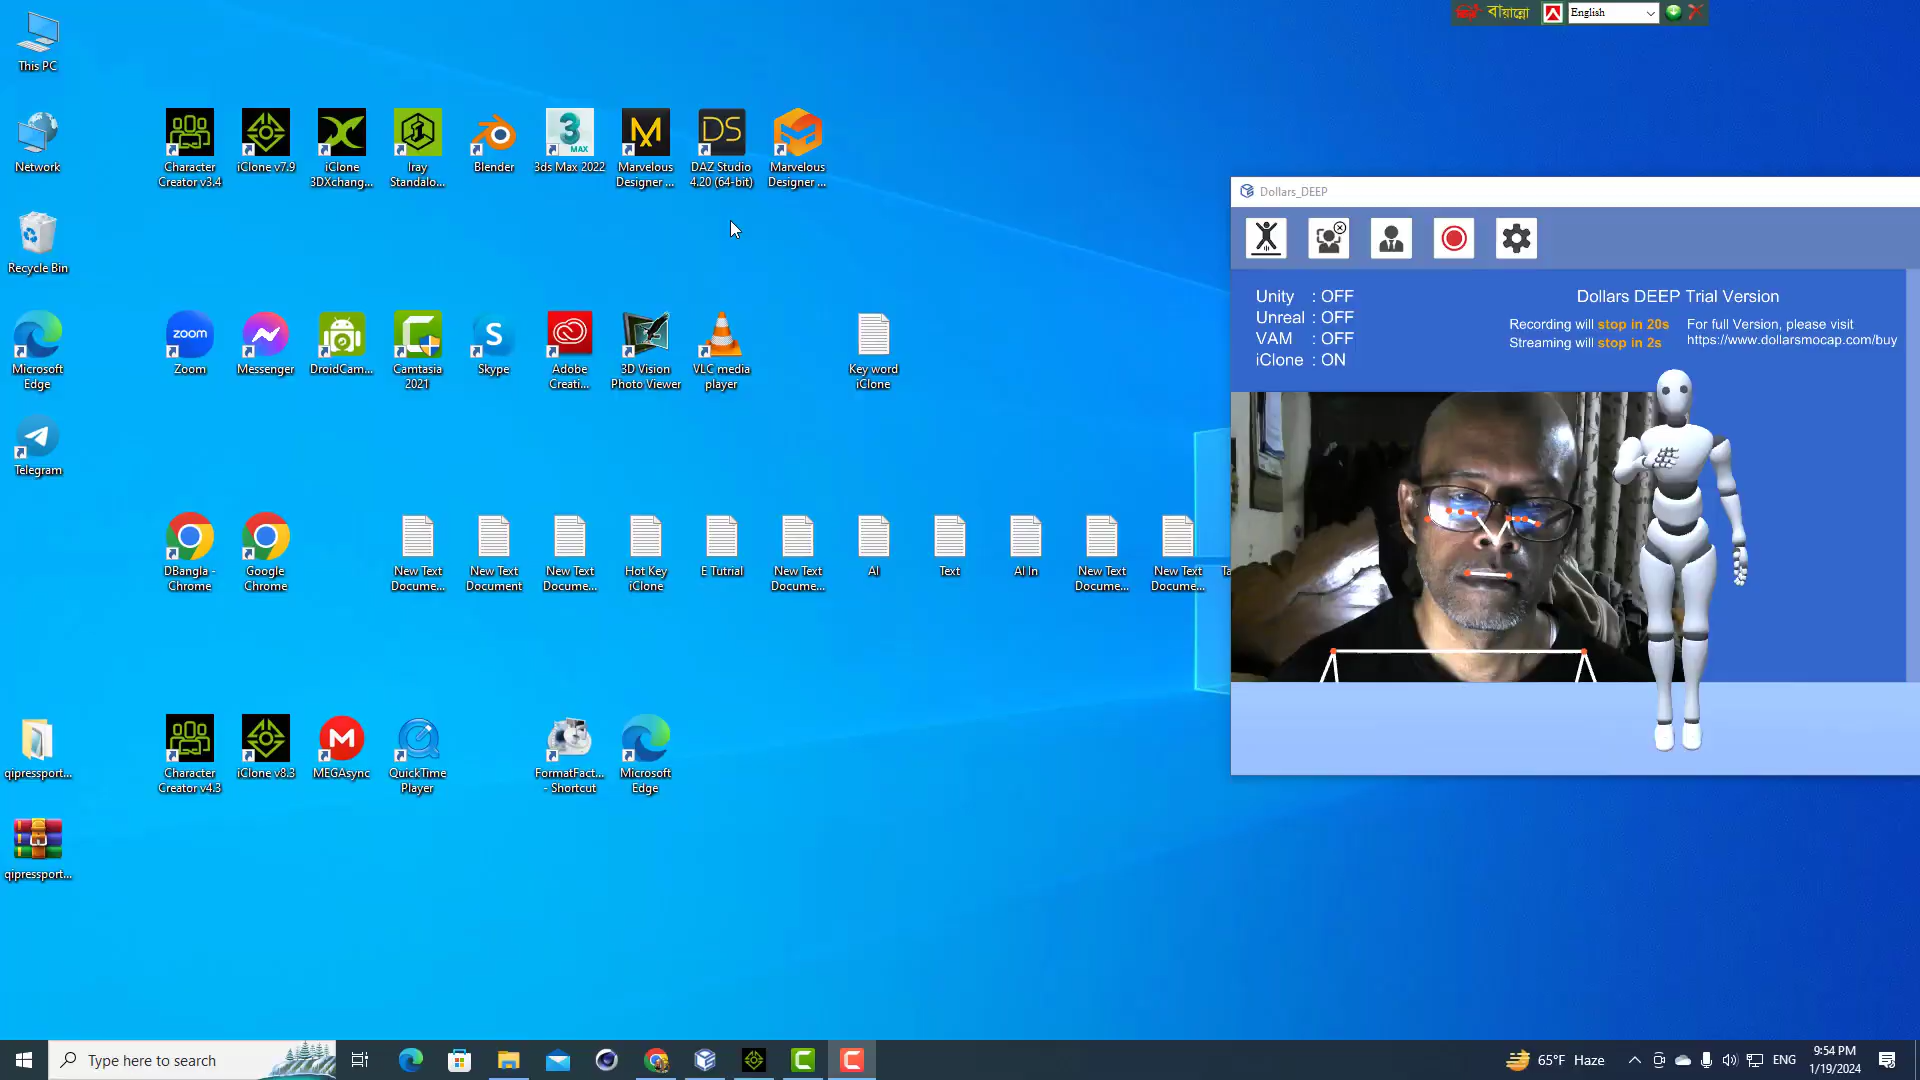 বায়ান্নো
English
This PC
Character
Creator v3.4
iClone v7.9
iClone
3DXchang...
Iray
Standalo...
Blender
3
MAX
3ds Max 2022
Marvelous
Designer ...
DS
DAZ Studio
4.20 (64-bit)
Marvelous
Designer ...
Network
Dollars_DEEP
Recycle Bin
Unity : OFF
Unreal : OFF
VAM : OFF
iClone : ON
Dollars DEEP Trial Version
Recording will stop in 20s
Streaming will stop in 2s
For full Version, please visit
https://www.dollarsmocap.com/buy
Microsoft
Edge
zoom
Zoom
Messenger
DroidCam...
Camtasia
2021
Skype
Adobe
Creati...
3D Vision
Photo Viewer
VLC media
player
Key word
iClone
Telegram
DBangla -
Chrome
Google
Chrome
New Text
Docume...
New Text
Document
New Text
Docume...
Hot Key
iClone
E Tutrial
New Text
Docume...
AI
Text
AI In
New Text
Docume...
New Text
Docume...
Ta
qipressport...
Character
Creator v4.3
iClone v8.3
MEGAsync
QuickTime
Player
FormatFact...
- Shortcut
Microsoft
Edge
qipressport...
Type here to search
65°F Haze
ENG
9:54 PM
1/19/2024